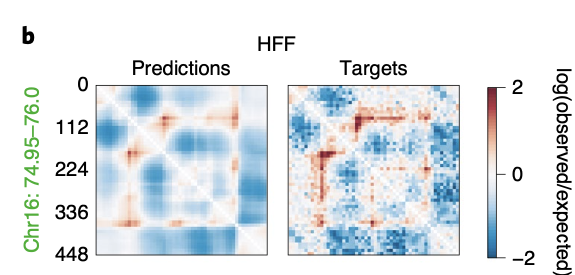 b
HFF
Predictions
Targets
Chr16: 74.95–76.0
0
112
224
336
448
2
0
−2
log(observed/expected)